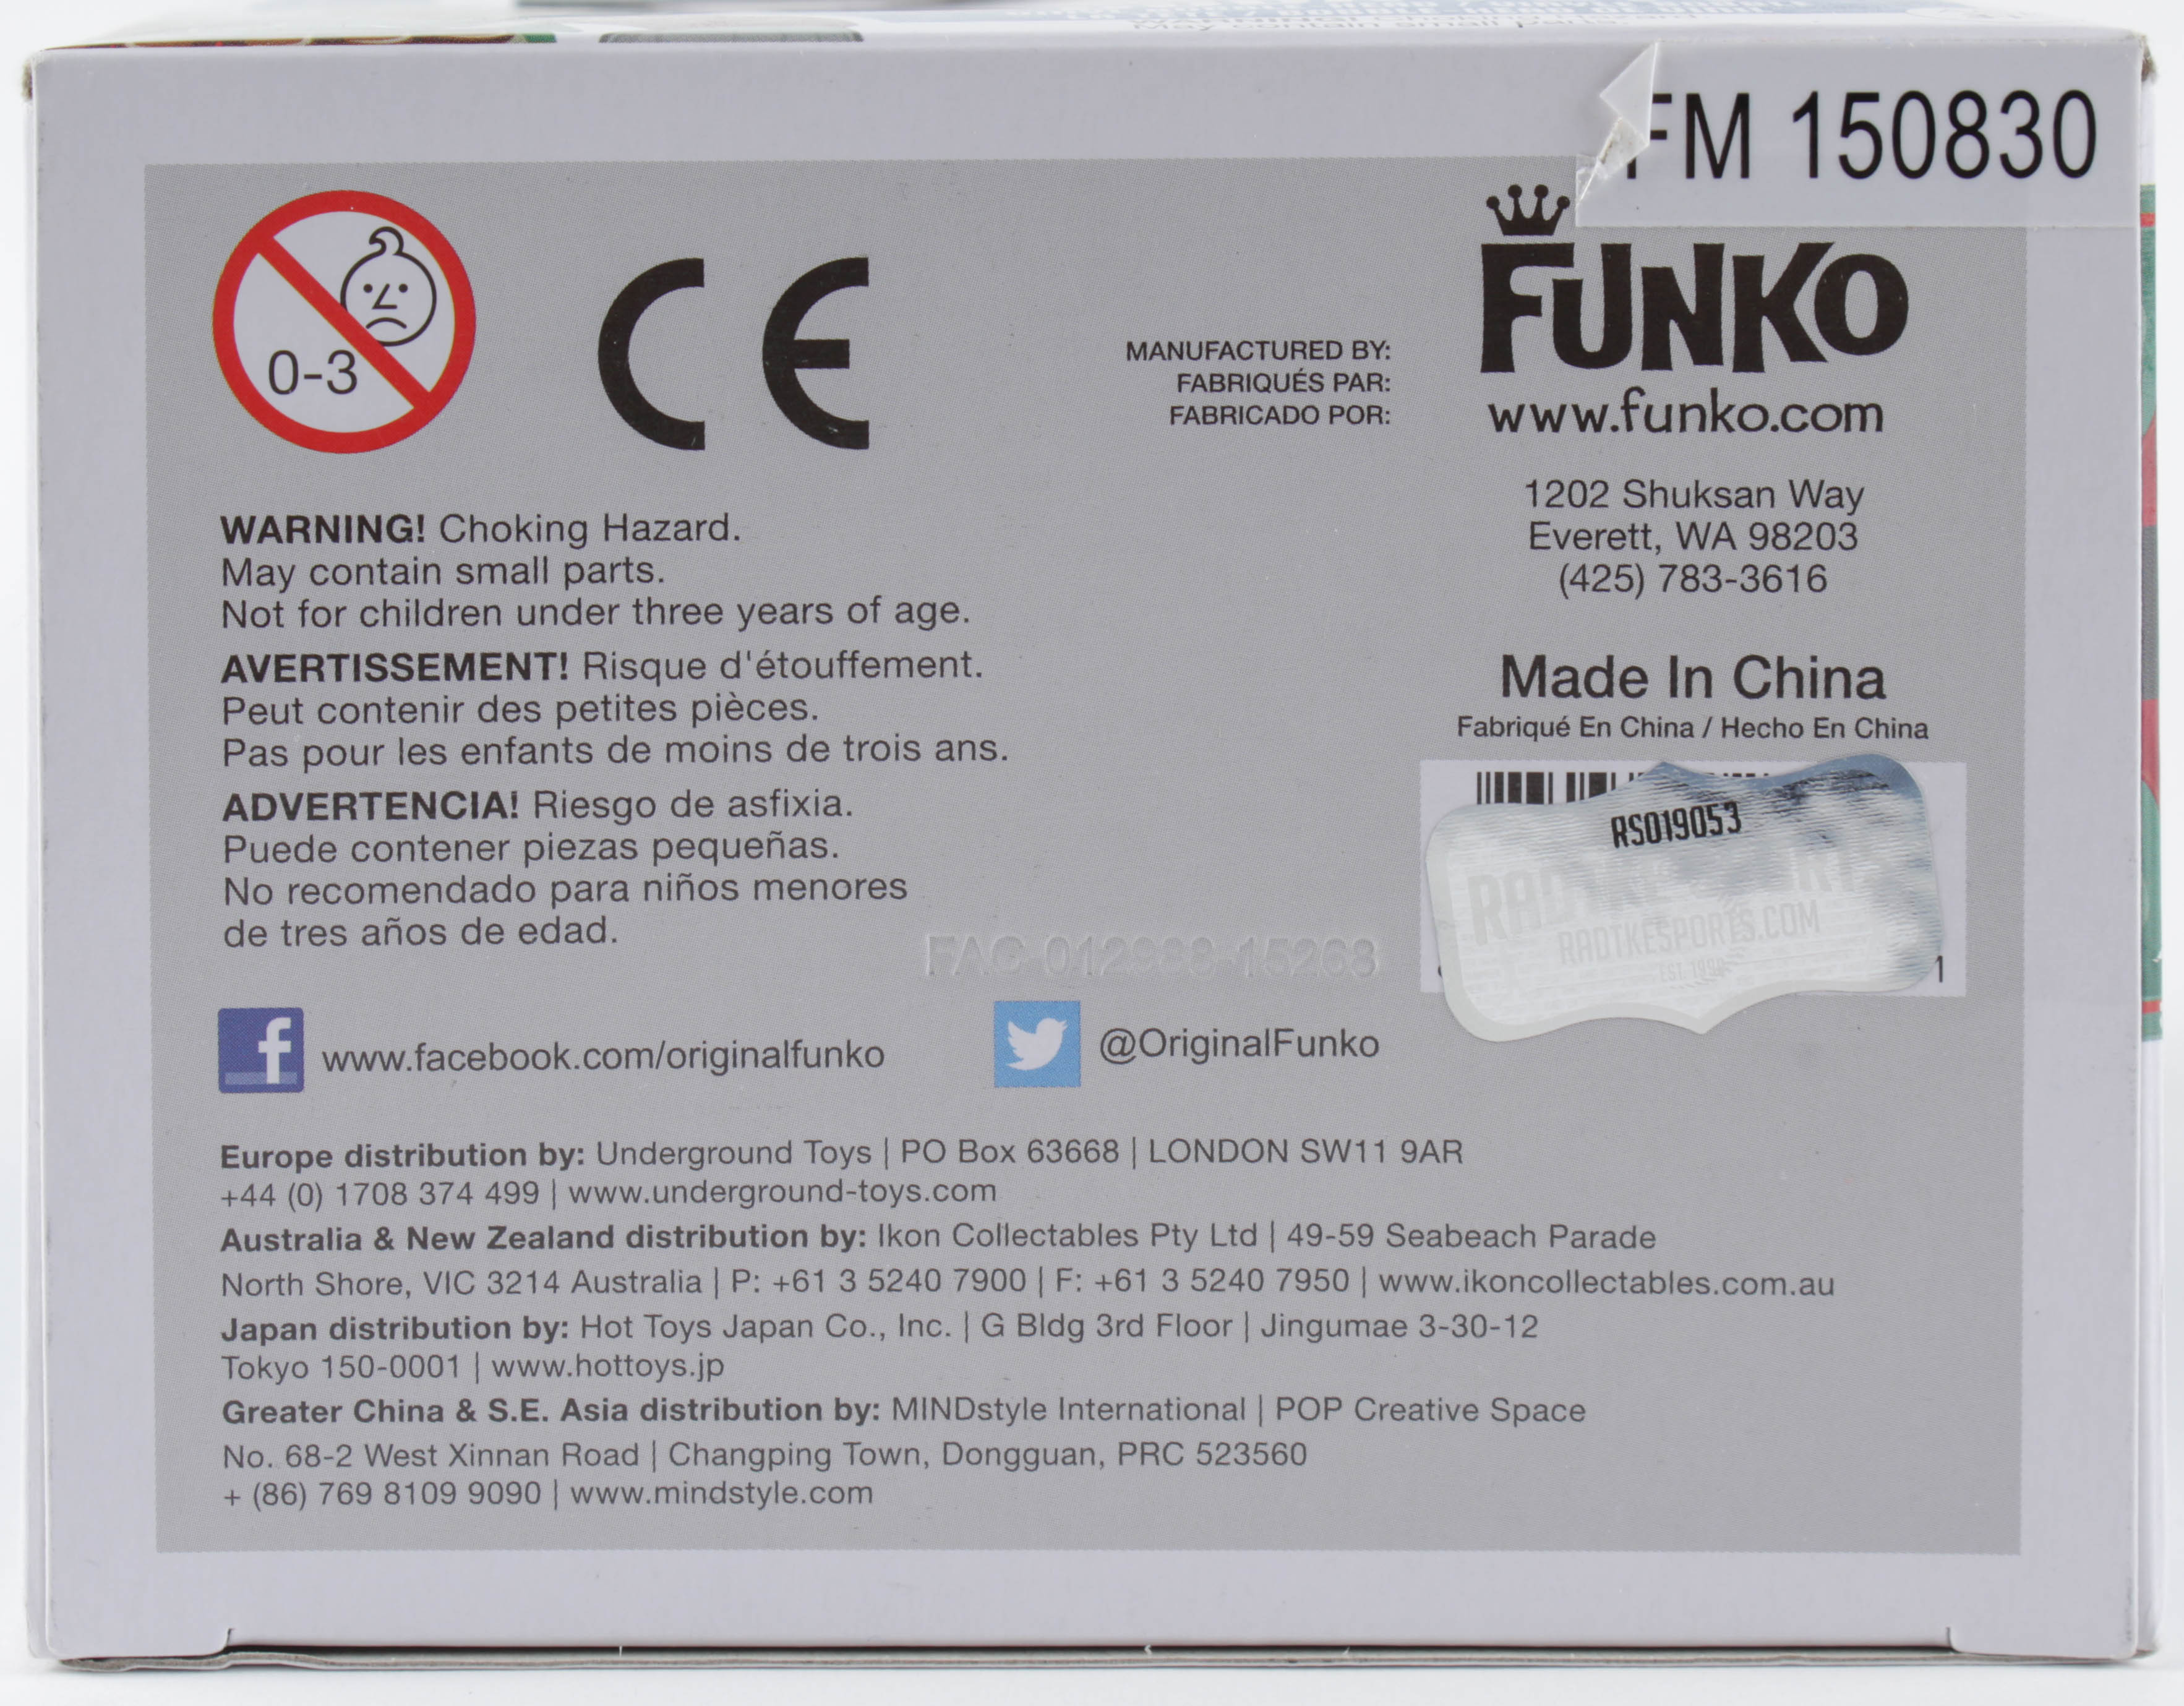 FM 150830
0-3
CE
FUNKO
MANUFACTURED BY:
FABRIQUÉS PAR:
FABRICADO POR:
www.funko.com
1202 Shuksan Way
Everett, WA 98203
(425) 783-3616
Made In China
Fabriqué En China / Hecho En China
WARNING! Choking Hazard.
May contain small parts.
Not for children under three years of age.
AVERTISSEMENT! Risque d'étouffement.
Peut contenir des petites pièces.
Pas pour les enfants de moins de trois ans.
ADVERTENCIA! Riesgo de asfixia.
Puede contener piezas pequeñas.
No recomendado para niños menores
de tres años de edad.
RS019053
RADTKE SPORTS
RADTKESPORTS.COM
1
www.facebook.com/originalfunko
@OriginalFunko
Europe distribution by: Underground Toys | PO Box 63668 | LONDON SW11 9AR
+44 (0) 1708 374 499 | www.underground-toys.com
Australia & New Zealand distribution by: Ikon Collectables Pty Ltd | 49-59 Seabeach Parade
North Shore, VIC 3214 Australia | P: +61 3 5240 7900 | F: +61 3 5240 7950 | www.ikoncollectables.com.au
Japan distribution by: Hot Toys Japan Co., Inc. | G Bldg 3rd Floor | Jingumae 3-30-12
Tokyo 150-0001 | www.hottoys.jp
Greater China & S.E. Asia distribution by: MINDstyle International | POP Creative Space
No. 68-2 West Xinnan Road | Changping Town, Dongguan, PRC 523560
+ (86) 769 8109 9090 | www.mindstyle.com